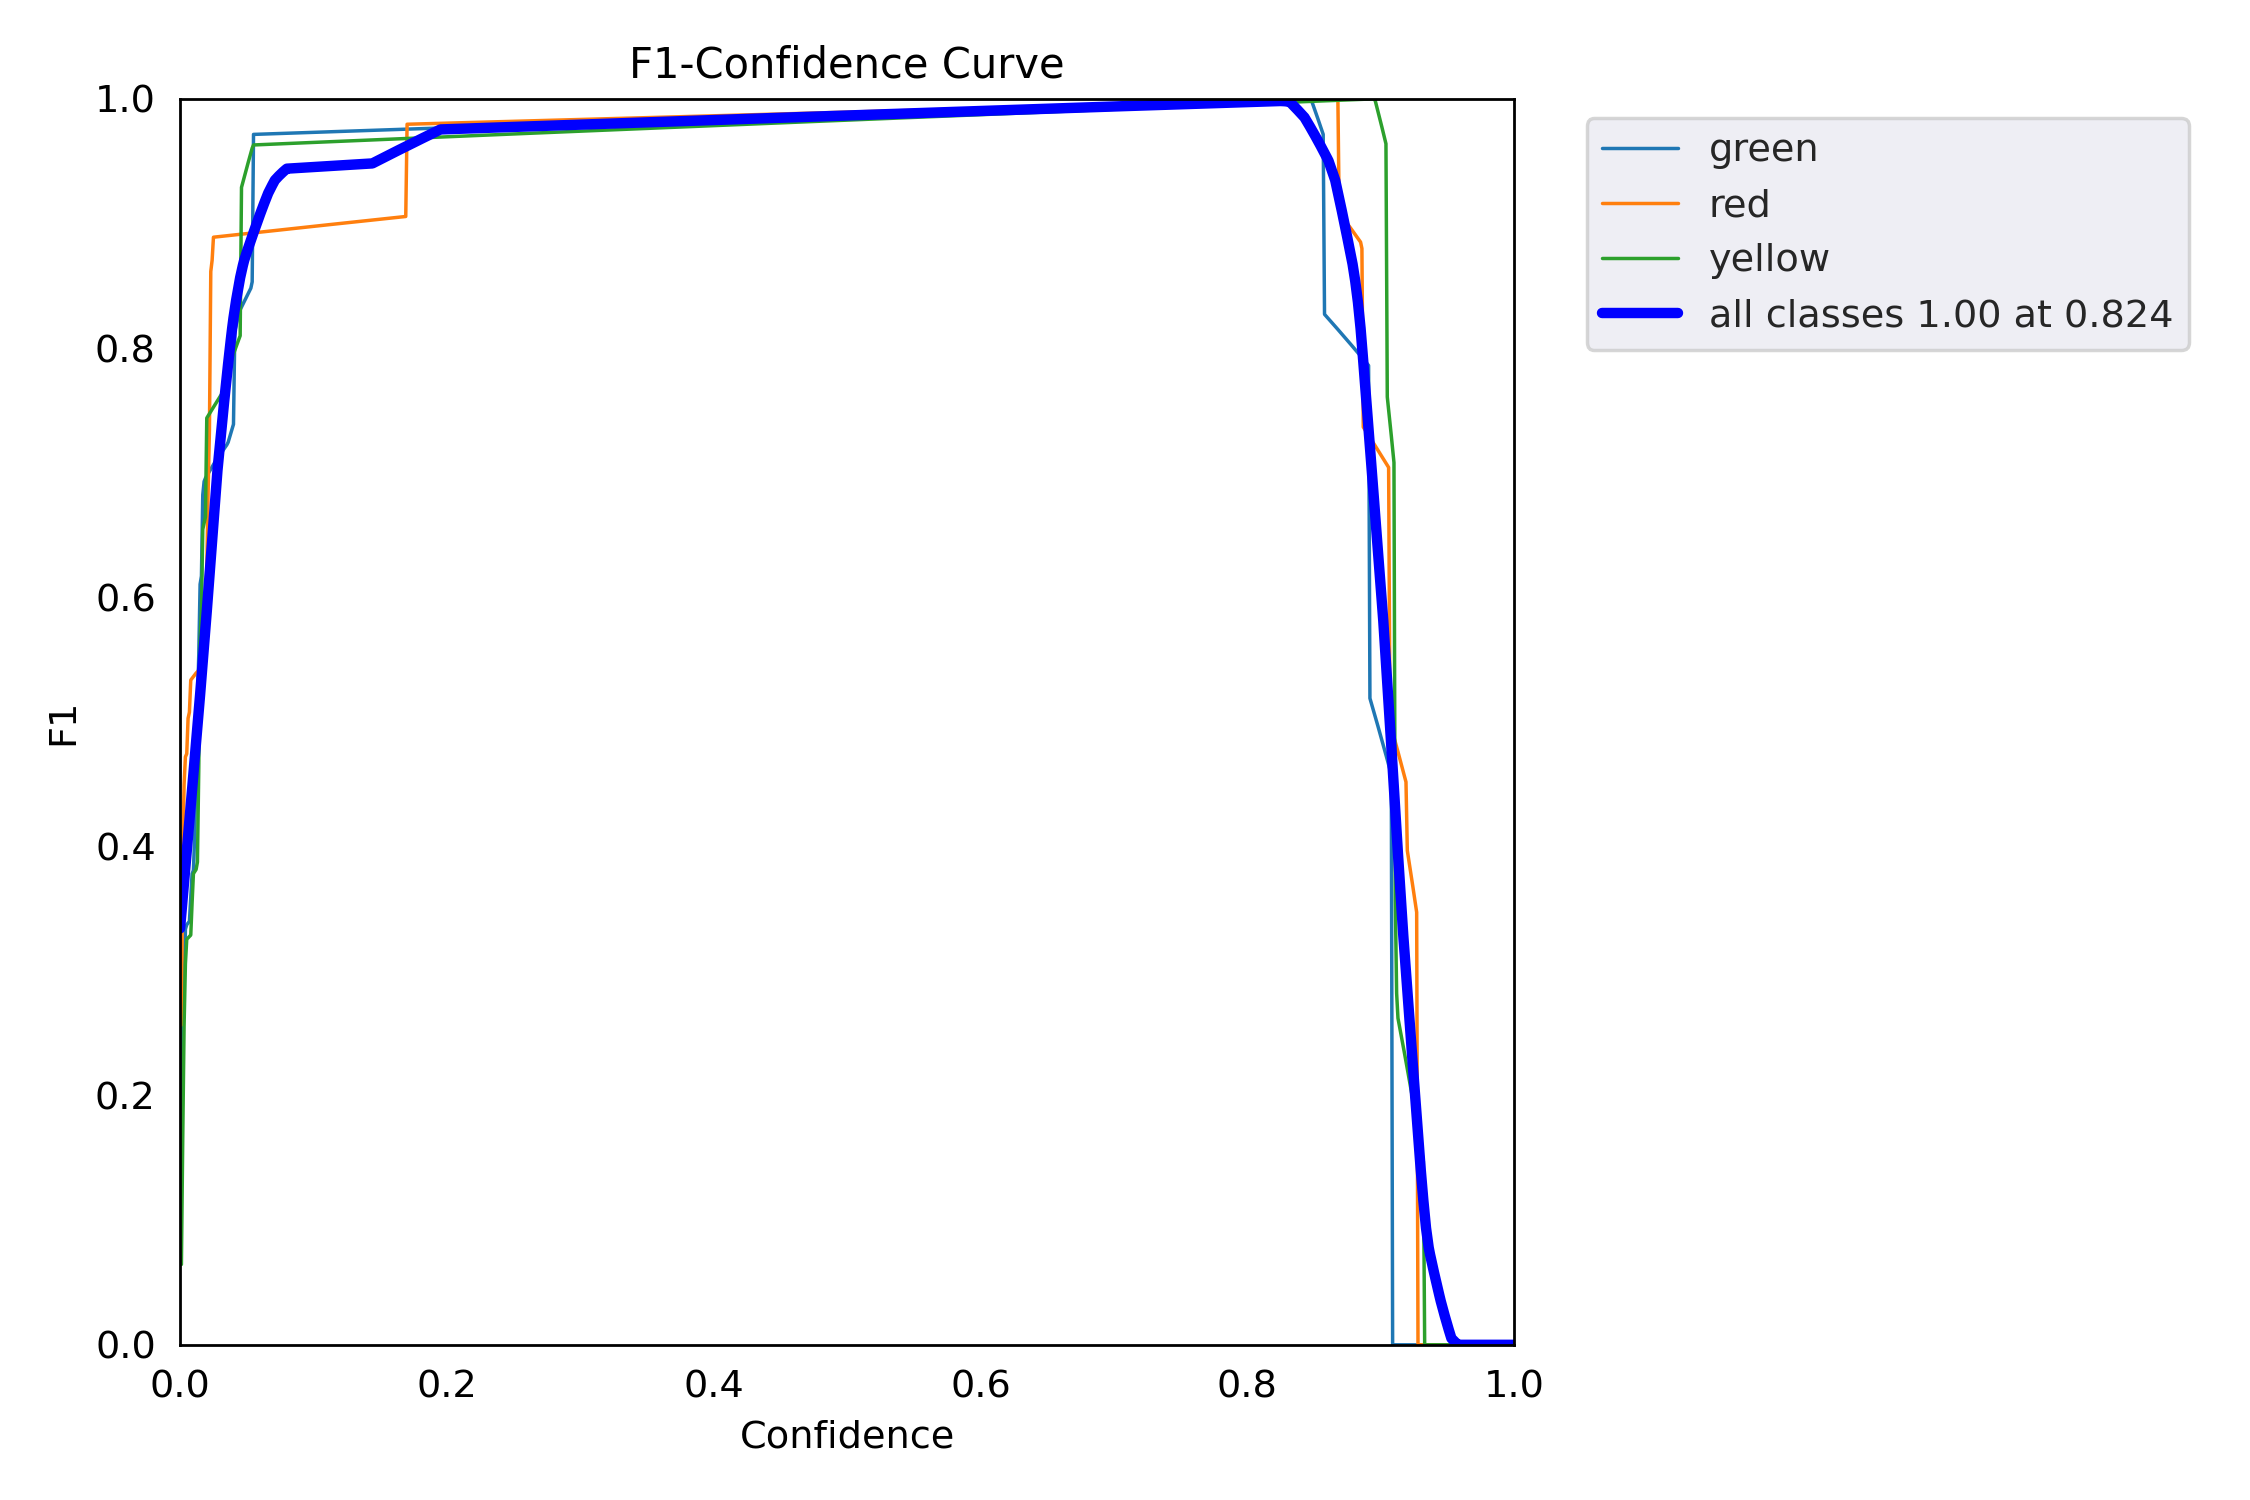 F1-Confidence Curve
1.0
0.8
0.6
0.4
0.2
0.0
F1
0.0 0.2 0.4 0.6 0.8 1.0
Confidence
green
red
yellow
all classes 1.00 at 0.824